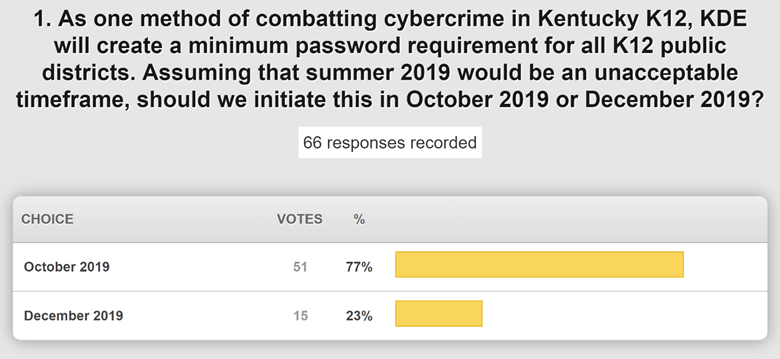 1. As one method of combatting cybercrime in Kentucky K12, KDE
will create a minimum password requirement for all K12 public
districts. Assuming that summer 2019 would be an unacceptable
timeframe, should we initiate this in October 2019 or December 2019?
66 responses recorded
CHOICE VOTES %
October 2019 51 77%
December 2019 15 23%